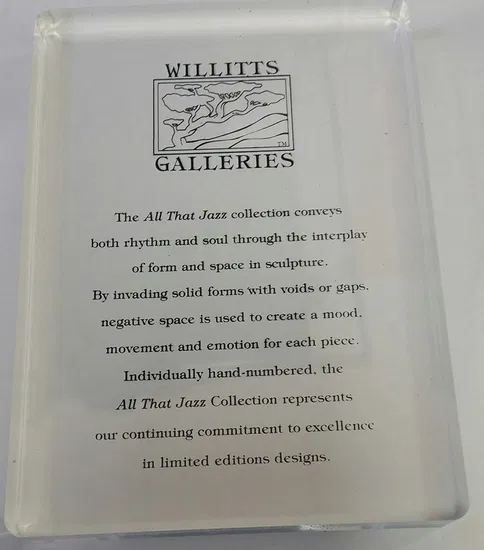 WILLITTS
TM
GALLERIES
The All That Jazz collection conveys
both rhythm and soul through the interplay
of form and space in sculpture.
By invading solid forms with voids or gaps,
negative space is used to create a mood,
movement and emotion for each piece.
Individually hand-numbered, the
All That Jazz Collection represents
our continuing commitment to excellence
in limited editions designs.